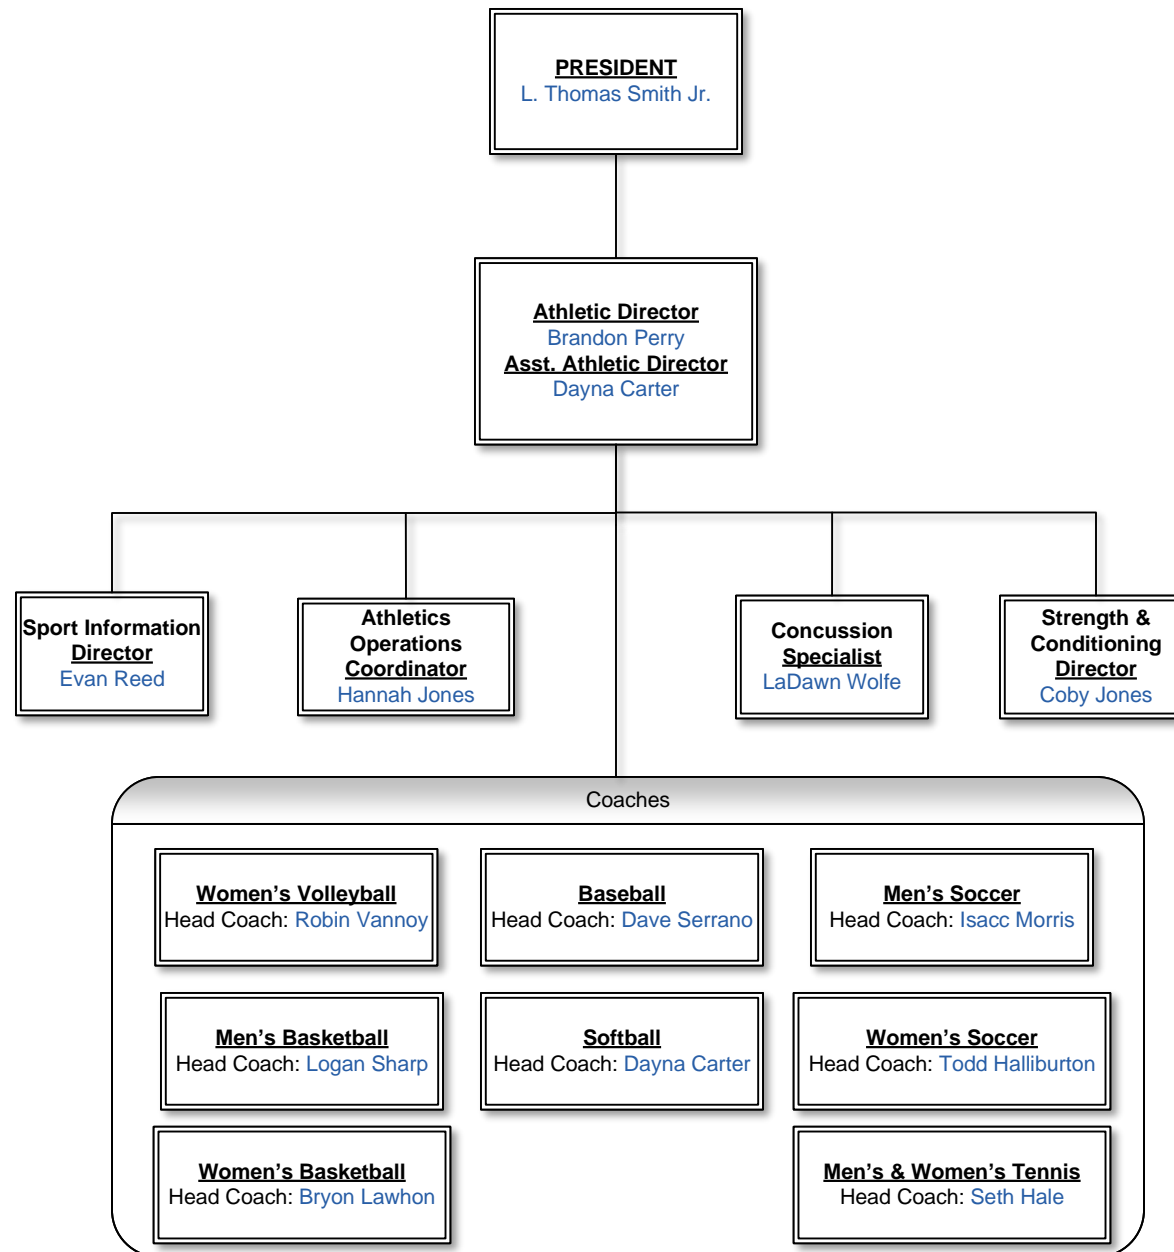 PRESIDENT
L. Thomas Smith Jr.
Athletic Director
Brandon Perry
Asst. Athletic Director
Dayna Carter
Sport Information
Director
Evan Reed
Athletics
Operations
Coordinator
Hannah Jones
Concussion
Specialist
LaDawn Wolfe
Strength &
Conditioning
Director
Coby Jones
Coaches
Women's Volleyball
Head Coach: Robin Vannoy
Baseball
Head Coach: Dave Serrano
Men's Soccer
Head Coach: Isacc Morris
Men's Basketball
Head Coach: Logan Sharp
Softball
Head Coach: Dayna Carter
Women's Soccer
Head Coach: Todd Halliburton
Women's Basketball
Head Coach: Bryon Lawhon
Men's & Women's Tennis
Head Coach: Seth Hale